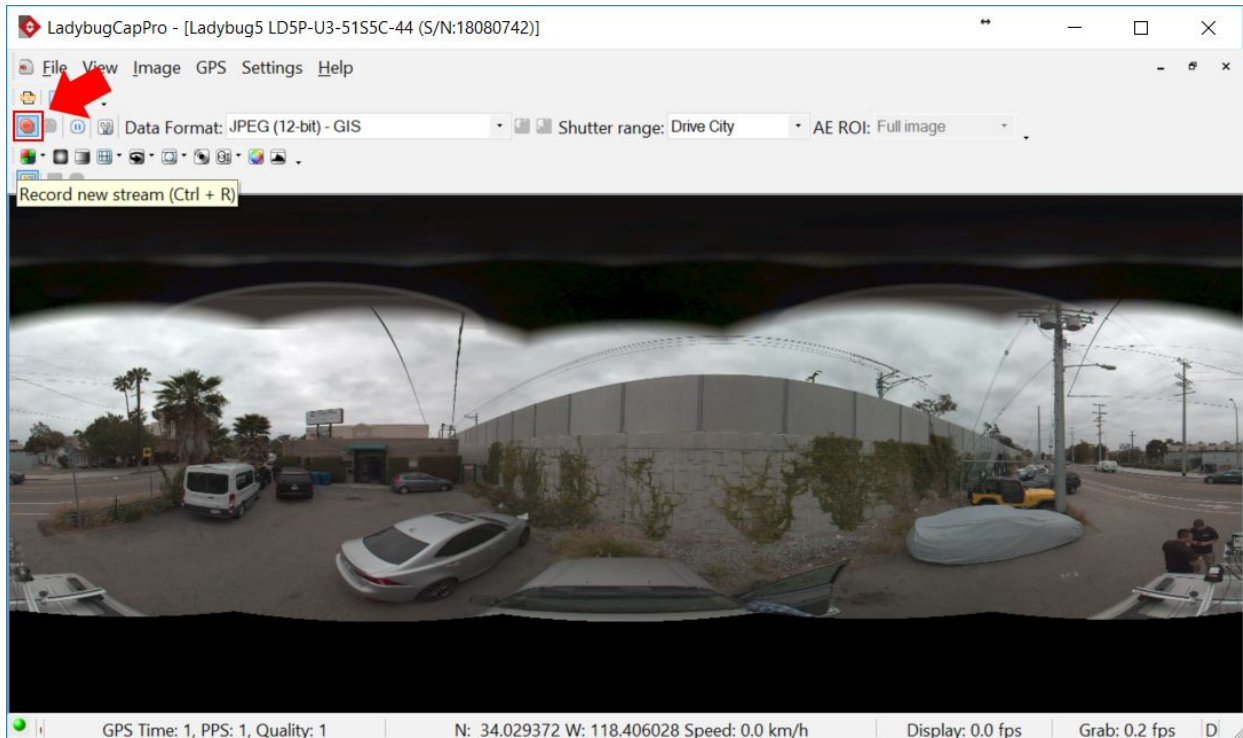 LadybugCapPro - [Ladybug5 LD5P-U3-51S5C-44 (S/N:18080742)]
File View Image GPS Settings Help
Data Format: JPEG (12-bit) - GIS Shutter range: Drive City AE ROI: Full image
Record new stream (Ctrl + R)
GPS Time: 1, PPS: 1, Quality: 1 N: 34.029372 W: 118.406028 Speed: 0.0 km/h Display: 0.0 fps Grab: 0.2 fps D